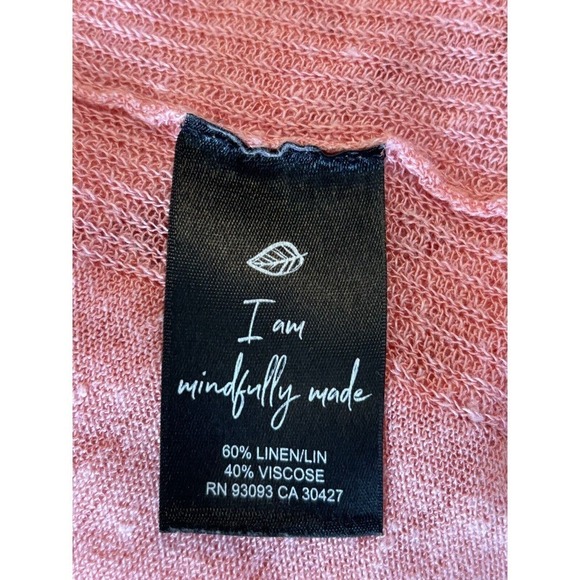 I am
mindfully made
60% LINEN/LIN
40% VISCOSE
RN 93093 CA 30427